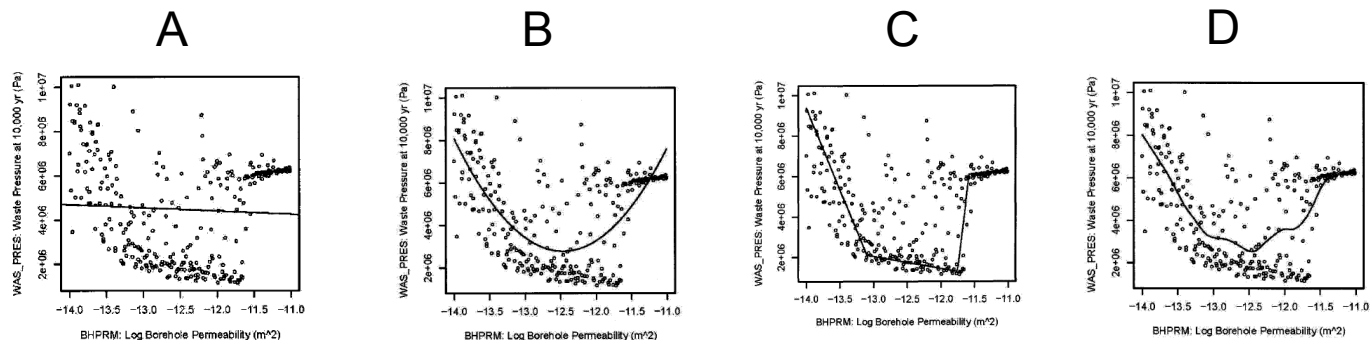 A
B
C
D
WAS_PRES: Waste Pressure at 10,000 yr (Pa)
1e+07
8e+06
6e+06
4e+06
2e+06
−14.0 −13.5 −13.0 −12.5 −12.0 −11.5 −11.0
BHPRM: Log Borehole Permeability (m^2)
WAS_PRES: Waste Pressure at 10,000 yr (Pa)
1e+07
8e+06
6e+06
4e+06
2e+06
−14.0 −13.5 −13.0 −12.5 −12.0 −11.5 −11.0
BHPRM: Log Borehole Permeability (m^2)
WAS_PRES: Waste Pressure at 10,000 yr (Pa)
1e+07
8e+06
6e+06
4e+06
2e+06
−14.0 −13.5 −13.0 −12.5 −12.0 −11.5 −11.0
BHPRM: Log Borehole Permeability (m^2)
WAS_PRES: Waste Pressure at 10,000 yr (Pa)
1e+07
8e+06
6e+06
4e+06
2e+06
−14.0 −13.5 −13.0 −12.5 −12.0 −11.5 −11.0
BHPRM: Log Borehole Permeability (m^2)